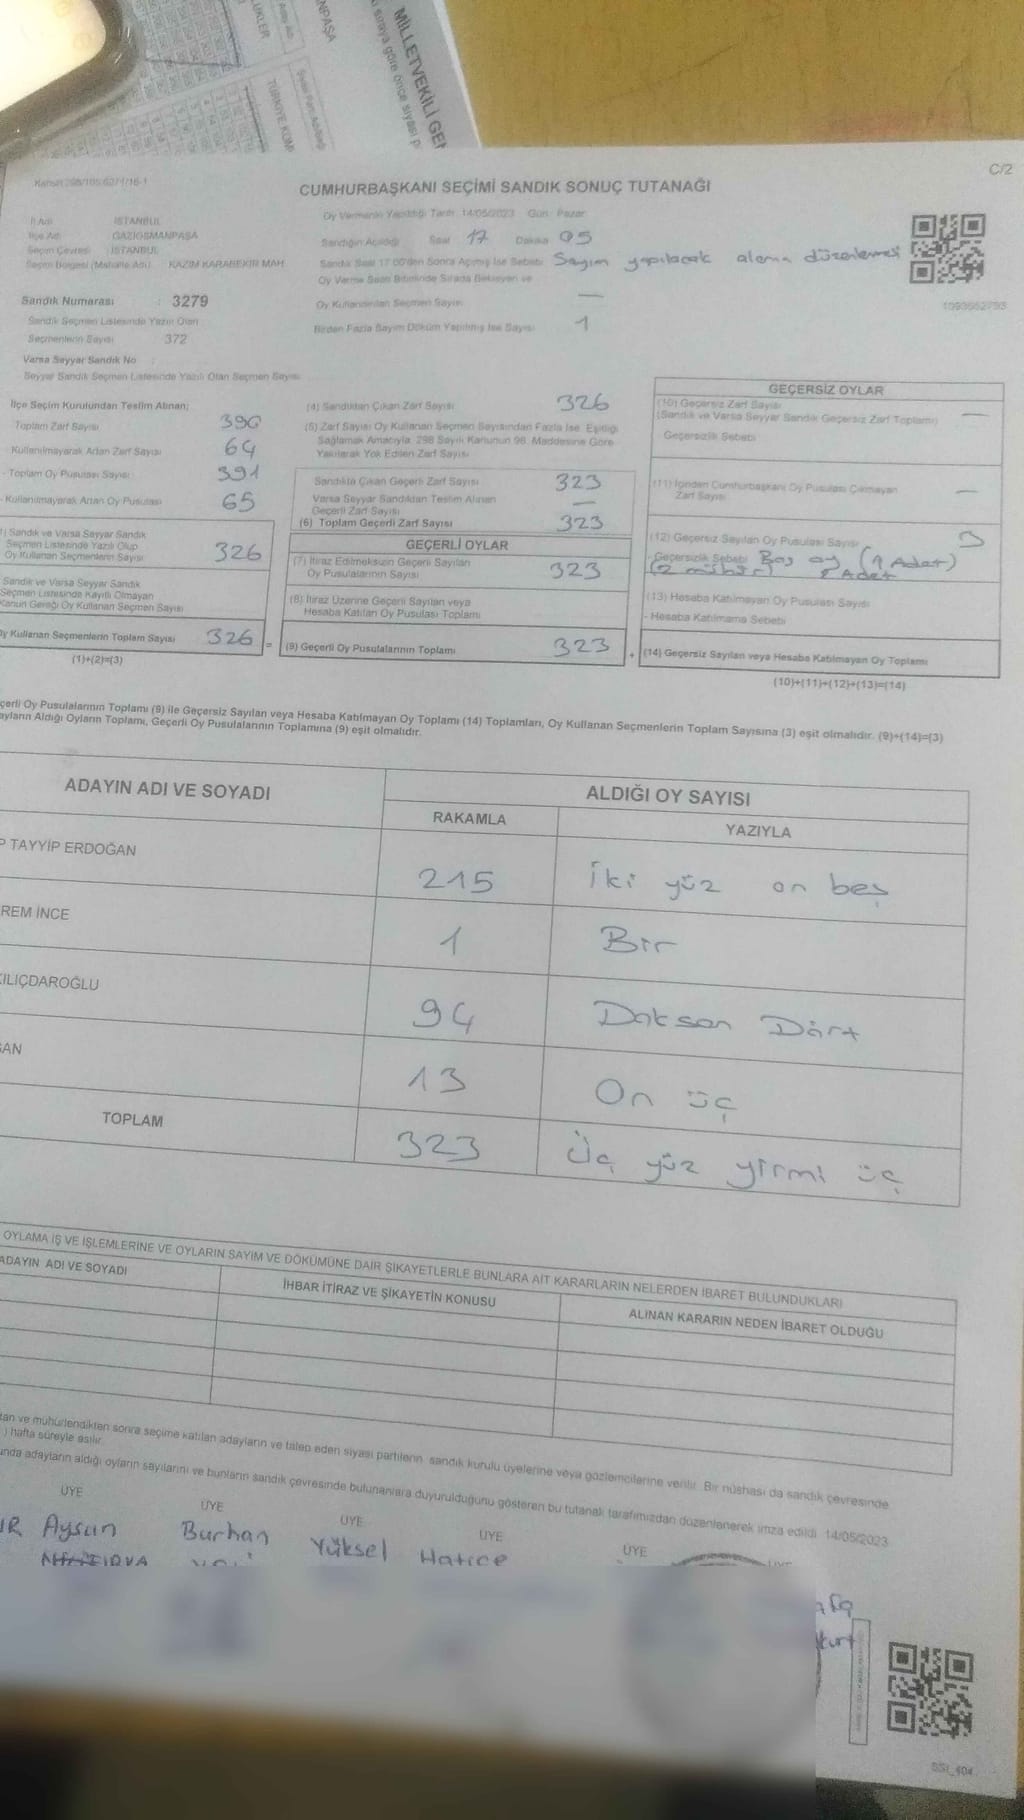 MİLLETVEKİLİ GEN
C/2
CUMHURBAŞKANI SEÇİMİ SANDIK SONUÇ TUTANAĞI
İl Adı : İSTANBUL
İlçe Adı : GAZİOSMANPAŞA
Seçim Çevresi : İSTANBUL
Seçim Bölgesi (Mahalle Adı) : KAZIM KARABEKİR MAH
Sandık Numarası : 3279
Sandık Seçmen Listesinde Yazılı Olan
Seçmenlerin Sayısı : 372
Varsa Seyyar Sandık No :
Seyyar Sandık Seçmen Listesinde Yazılı Olan Seçmen Sayısı
Oy Vermenin Yapıldığı Tarih : 14/05/2023 Gün : Pazar
Sandığın Açıldığı Saat 17 Dakika 05
Sandık Saat 17.00'den Sonra Açılmış İse Sebebi Sayım yapılacak alanın düzenlenmesi
Oy Verme Saati Bitiminde Sırada Bekleyen ve
Oy Kullandırılan Seçmen Sayısı —
Birden Fazla Sayım Döküm Yapılmış İse Sayısı 1
1093662793
İlçe Seçim Kurulundan Teslim Alınan;
Toplam Zarf Sayısı 390
- Kullanılmayarak Artan Zarf Sayısı 64
- Toplam Oy Pusulası Sayısı 391
- Kullanılmayarak Artan Oy Pusulası 65
1) Sandık ve Varsa Seyyar Sandık
Seçmen Listesinde Yazılı Olup
Oy Kullanan Seçmenlerin Sayısı 326
Sandık ve Varsa Seyyar Sandık
Seçmen Listesinde Kayıtlı Olmayan
Kanun Gereği Oy Kullanan Seçmen Sayısı
Oy Kullanan Seçmenlerin Toplam Sayısı 326 =
(1)+(2)=(3)
(4) Sandıktan Çıkan Zarf Sayısı 326
(5) Zarf Sayısı Oy Kullanan Seçmen Sayısından Fazla İse, Eşitliği
Sağlamak Amacıyla, 298 Sayılı Kanunun 98. Maddesine Göre
Yakılarak Yok Edilen Zarf Sayısı
Sandıkta Çıkan Geçerli Zarf Sayısı 323
Varsa Seyyar Sandıktan Teslim Alınan
Geçerli Zarf Sayısı —
(6) Toplam Geçerli Zarf Sayısı 323
GEÇERLİ OYLAR
(7) İtiraz Edilmeksizin Geçerli Sayılan
Oy Pusulalarının Sayısı 323
(8) İtiraz Üzerine Geçerli Sayılan veya
Hesaba Katılan Oy Pusulası Toplamı
(9) Geçerli Oy Pusulalarının Toplamı 323 +
GEÇERSİZ OYLAR
(10) Geçersiz Zarf Sayısı
(Sandık ve Varsa Seyyar Sandık Geçersiz Zarf Toplamı) —
Geçersizlik Sebebi
(11) İçinden Cumhurbaşkanı Oy Pusulası Çıkmayan
Zarf Sayısı —
(12) Geçersiz Sayılan Oy Pusulası Sayısı 3
- Geçersizlik Sebebi Boş oy (1 Adet)
(2 mühür) Adet
(13) Hesaba Katılmayan Oy Pusulası Sayısı
- Hesaba Katılmama Sebebi
(14) Geçersiz Sayılan veya Hesaba Katılmayan Oy Toplamı
(10)+(11)+(12)+(13)=(14)
çerli Oy Pusulalarının Toplamı (9) ile Geçersiz Sayılan veya Hesaba Katılmayan Oy Toplamı (14) Toplamları, Oy Kullanan Seçmenlerin Toplam Sayısına (3) eşit olmalıdır. (9)+(14)=(3)
ayların Aldığı Oyların Toplamı, Geçerli Oy Pusulalarının Toplamına (9) eşit olmalıdır.
ADAYIN ADI VE SOYADI
ALDIĞI OY SAYISI
RAKAMLA YAZIYLA
P TAYYİP ERDOĞAN 215 İki yüz on beş
REM İNCE 1 Bir
KILIÇDAROĞLU 94 Doksan Dört
ĞAN 13 On üç
TOPLAM 323 Üç yüz yirmi üç
OYLAMA İŞ VE İŞLEMLERİNE VE OYLARIN SAYIM VE DÖKÜMÜNE DAİR ŞİKAYETLERLE BUNLARA AİT KARARLARIN NELERDEN İBARET BULUNDUKLARI
ADAYIN ADI VE SOYADI İHBAR İTİRAZ VE ŞİKAYETİN KONUSU ALINAN KARARIN NEDEN İBARET OLDUĞU
tan ve mühürlendikten sonra seçime katılan adayların ve talep eden siyasi partilerin sandık kurulu üyelerine veya gözlemcilerine verilir. Bir nüshası da sandık çevresinde
) hafta süreyle asılır.
unda adayların aldığı oyların sayılarını ve bunların sandık çevresinde bulunanlara duyurulduğunu gösteren bu tutanak tarafımızdan düzenlenerek imza edildi. 14/05/2023
ÜYE ÜYE ÜYE ÜYE ÜYE ÜYE
Aysun Burhan Yüksel Hatice
SSİ_404